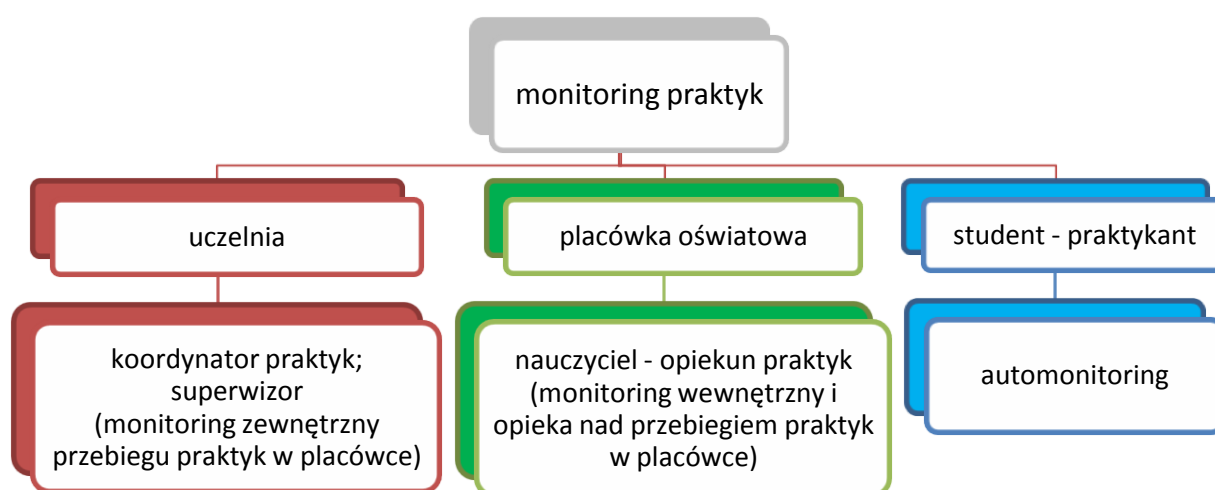 monitoring praktyk
uczelnia
placówka oświatowa
student - praktykant
koordynator praktyk;
superwizor
(monitoring zewnętrzny
przebiegu praktyk w placówce)
nauczyciel - opiekun praktyk
(monitoring wewnętrzny i
opieka nad przebiegiem praktyk
w placówce)
automonitoring